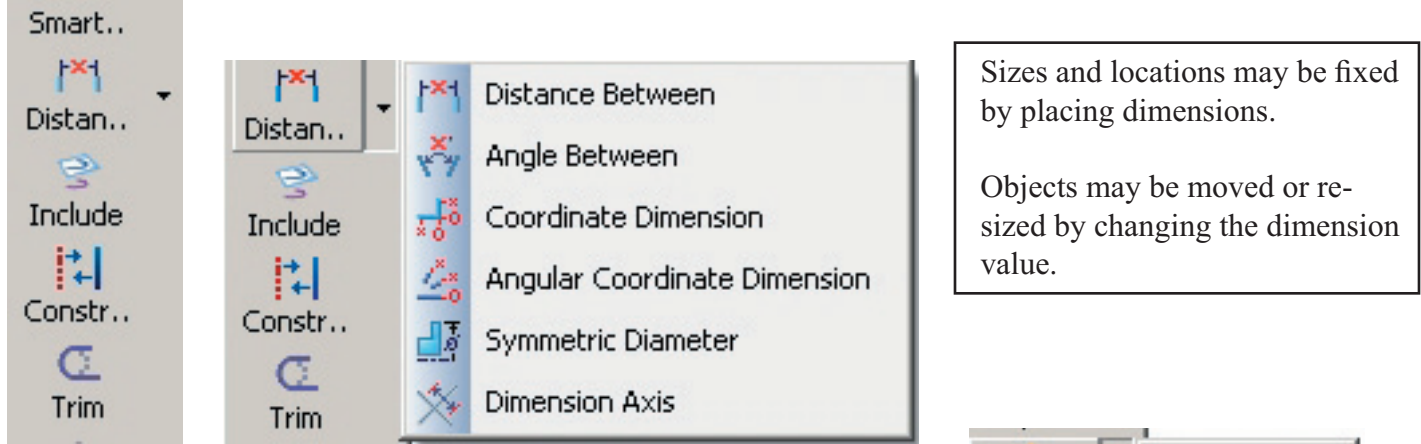 Smart..
Distan..
Include
Constr..
Trim
Distan..
Include
Constr..
Trim
Distance Between
Angle Between
Coordinate Dimension
Angular Coordinate Dimension
Symmetric Diameter
Dimension Axis
Sizes and locations may be fixed
by placing dimensions.
Objects may be moved or re-
sized by changing the dimension
value.